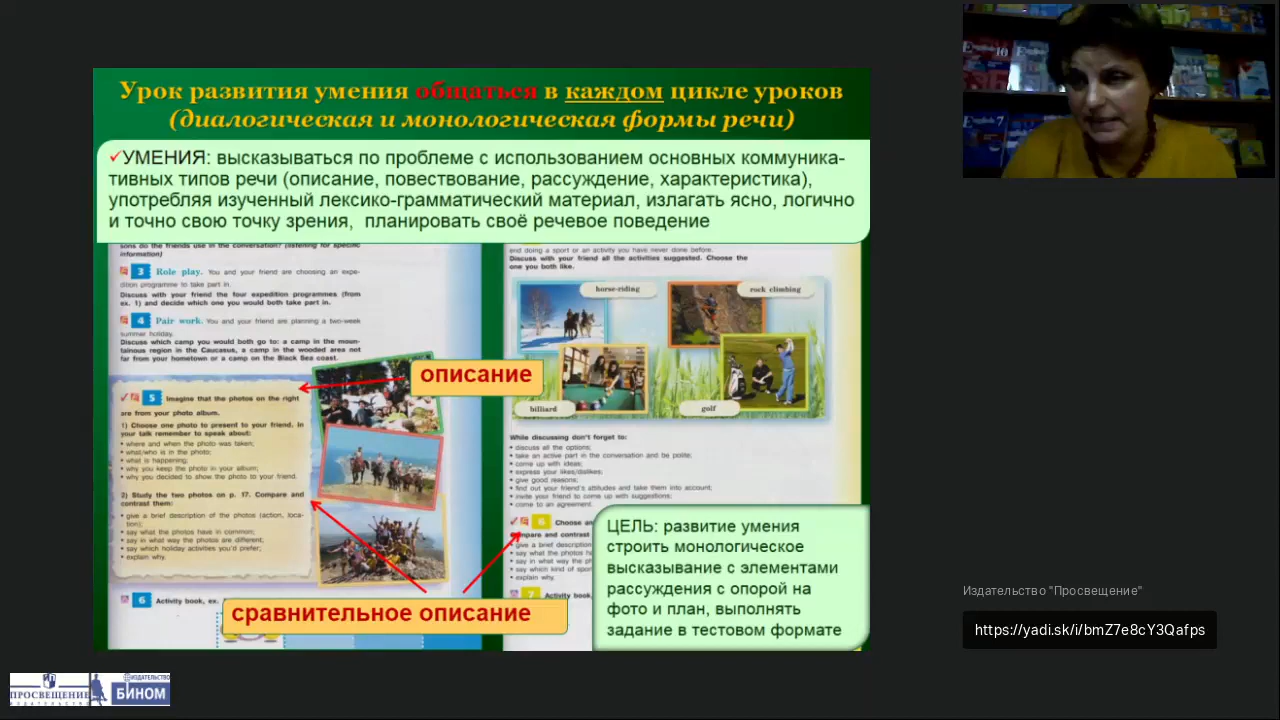 Урок развития умения общаться в каждом цикле уроков
(диалогическая и монологическая формы речи)
✓УМЕНИЯ: высказываться по проблеме с использованием основных коммуника-
тивных типов речи (описание, повествование, рассуждение, характеристика),
употребляя изученный лексико-грамматический материал, излагать ясно, логично
и точно свою точку зрения, планировать своё речевое поведение
sons do the friends use in the conversation? (listening for specific
information)
3 Role play. You and your friend are choosing an expe-
dition programme to take part in.
Discuss with your friend the four expedition programmes (from
ex. 1) and decide which one you would both take part in.
4 Pair work. You and your friend are planning a two-week
summer holiday.
Discuss which camp you would both go to: a camp in the moun-
tainous region in the Caucasus, a camp in the wooded area not
far from your hometown or a camp on the Black Sea coast.
5 Imagine that the photos on the right
are from your photo album.
1) Choose one photo to present to your friend. In
your talk remember to speak about:
• where and when the photo was taken;
• what/who is in the photo;
• what is happening;
• why you keep the photo in your album;
• why you decided to show the photo to your friend.
2) Study the two photos on p. 17. Compare and
contrast them:
• give a brief description of the photos (action, loca-
tion);
• say what the photos have in common;
• say in what way the photos are different;
• say which holiday activities you'd prefer;
• explain why.
6 Activity book, ex.
описание
сравнительное описание
end doing a sport or an activity you have never done before.
Discuss with your friend all the activities suggested. Choose the
one you both like.
horse-riding
rock climbing
billiard
golf
While discussing don't forget to:
• discuss all the options;
• take an active part in the conversation and be polite;
• come up with ideas;
• express your likes/dislikes;
• give good reasons;
• find out your friend's attitudes and take them into account;
• invite your friend to come up with suggestions;
• come to an agreement.
6 Choose
compare and contrast
give a brief description
• say what the photos
• say in what way
• say which kind of
• explain why.
7 Activity book,
ЦЕЛЬ: развитие умения
строить монологическое
высказывание с элементами
рассуждения с опорой на
фото и план, выполнять
задание в тестовом формате
English 10
7
Издательство "Просвещение"
https://yadi.sk/i/bmZ7e8cY3Qafps
ПРОСВЕЩЕНИЕ
ИЗДАТЕЛЬСТВО
ИЗДАТЕЛЬСТВО
БИНОМ